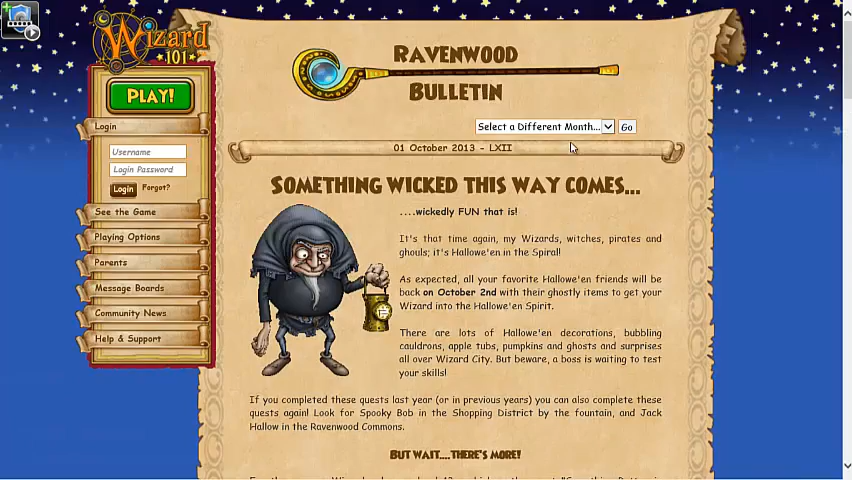 Wizard
101
PLAY!
Login
Username
Login Password
Login Forgot?
See the Game
Playing Options
Parents
Message Boards
Community News
Help & Support
RAVENWOOD
BULLETIN
Select a Different Month... Go
01 October 2013 - LXII
SOMETHING WICKED THIS WAY COMES...
....wickedly FUN that is!
It's that time again, my Wizards, witches, pirates and
ghouls; it's Hallowe'en in the Spiral!
As expected, all your favorite Hallowe'en friends will be
back on October 2nd with their ghostly items to get your
Wizard into the Hallowe'en Spirit.
There are lots of Hallowe'en decorations, bubbling
cauldrons, apple tubs, pumpkins and ghosts and surprises
all over Wizard City. But beware, a boss is waiting to test
your skills!
If you completed these quests last year (or in previous years) you can also complete these
quests again! Look for Spooky Bob in the Shopping District by the fountain, and Jack
Hallow in the Ravenwood Commons.
BUT WAIT....THERE'S MORE!